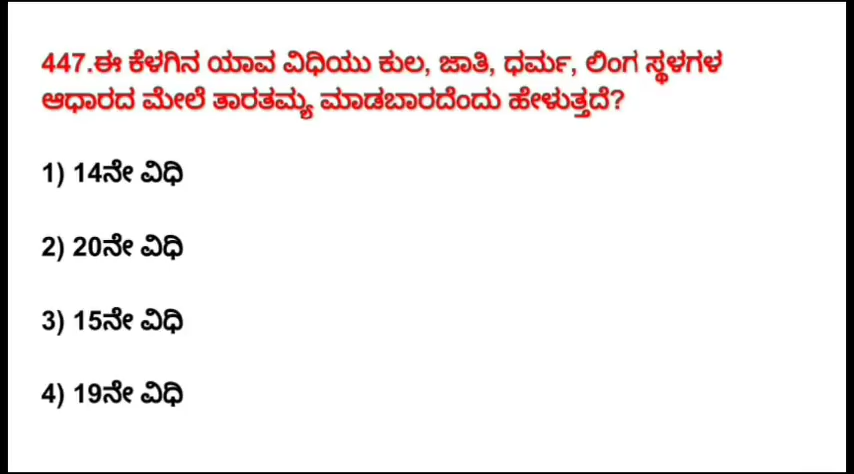 447.ಈ ಕೆಳಗಿನ ಯಾವ ವಿಧಿಯು ಕುಲ, ಜಾತಿ, ಧರ್ಮ, ಲಿಂಗ ಸ್ಥಳಗಳ
ಆಧಾರದ ಮೇಲೆ ತಾರತಮ್ಯ ಮಾಡಬಾರದೆಂದು ಹೇಳುತ್ತದೆ?
1) 14ನೇ ವಿಧಿ
2) 20ನೇ ವಿಧಿ
3) 15ನೇ ವಿಧಿ
4) 19ನೇ ವಿಧಿ